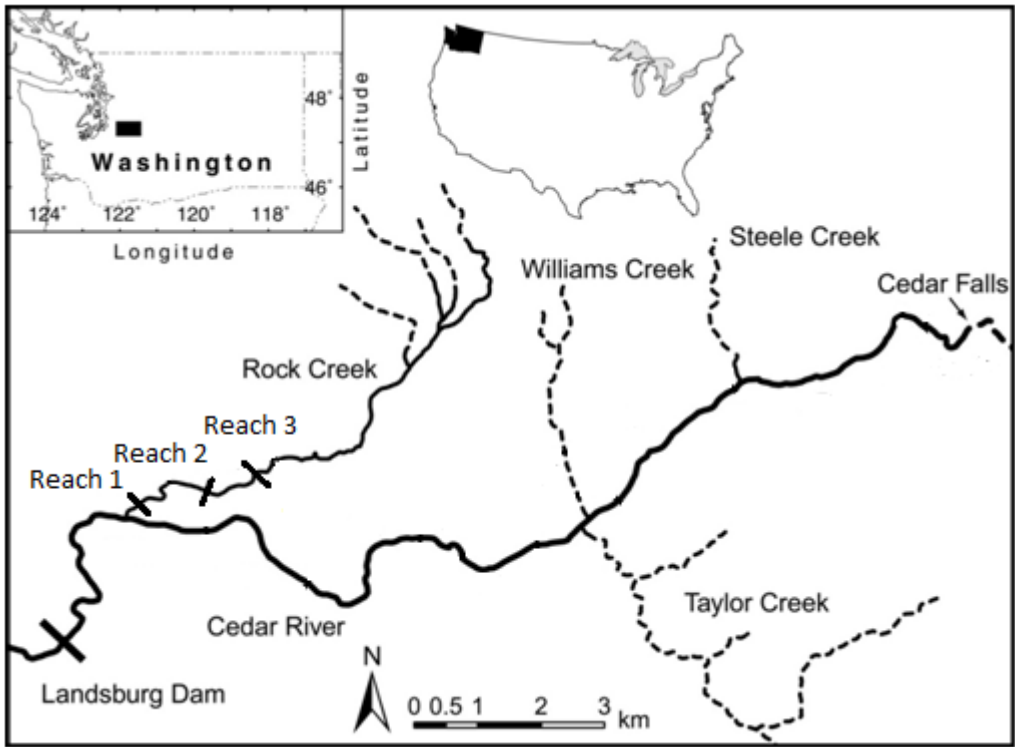 48°
Latitude
Washington
46°
124° 122° 120° 118°
Longitude
Steele Creek
Williams Creek
Cedar Falls
Rock Creek
Reach 3
Reach 2
Reach 1
Taylor Creek
Cedar River
N
Landsburg Dam
0 0.5 1 2 3 km